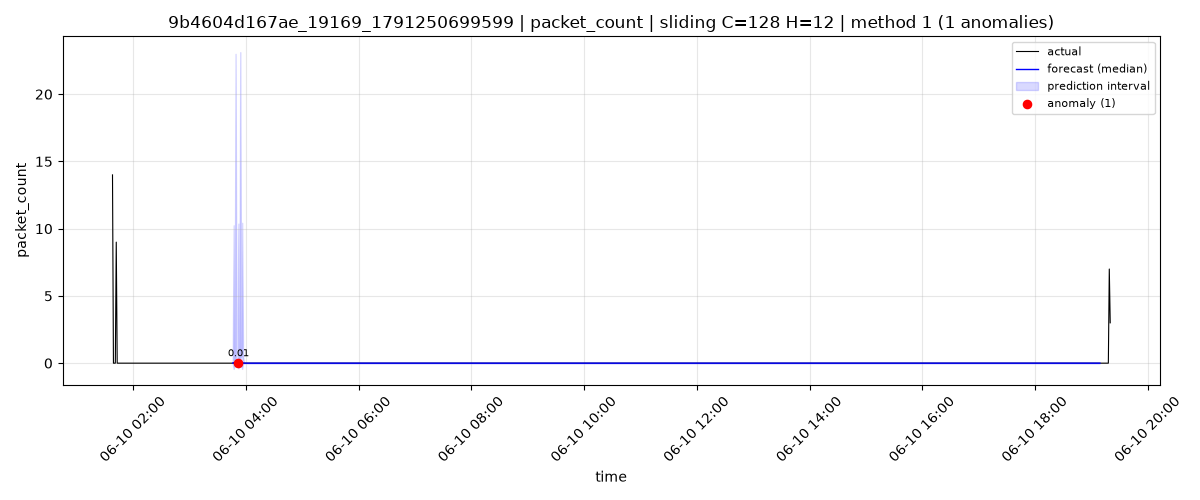 9b4604d167ae_19169_1791250699599 | packet_count | sliding C=128 H=12 | method 1 (1 anomalies)
actual
forecast (median)
prediction interval
anomaly (1)
packet_count
20
15
10
5
0
0.01
06-10 02:00
06-10 04:00
06-10 06:00
06-10 08:00
06-10 10:00
06-10 12:00
06-10 14:00
06-10 16:00
06-10 18:00
06-10 20:00
time